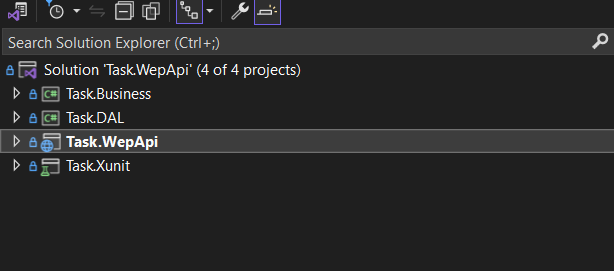 Search Solution Explorer (Ctrl+;)
Solution 'Task.WepApi' (4 of 4 projects)
C# Task.Business
C# Task.DAL
Task.WepApi
Task.Xunit